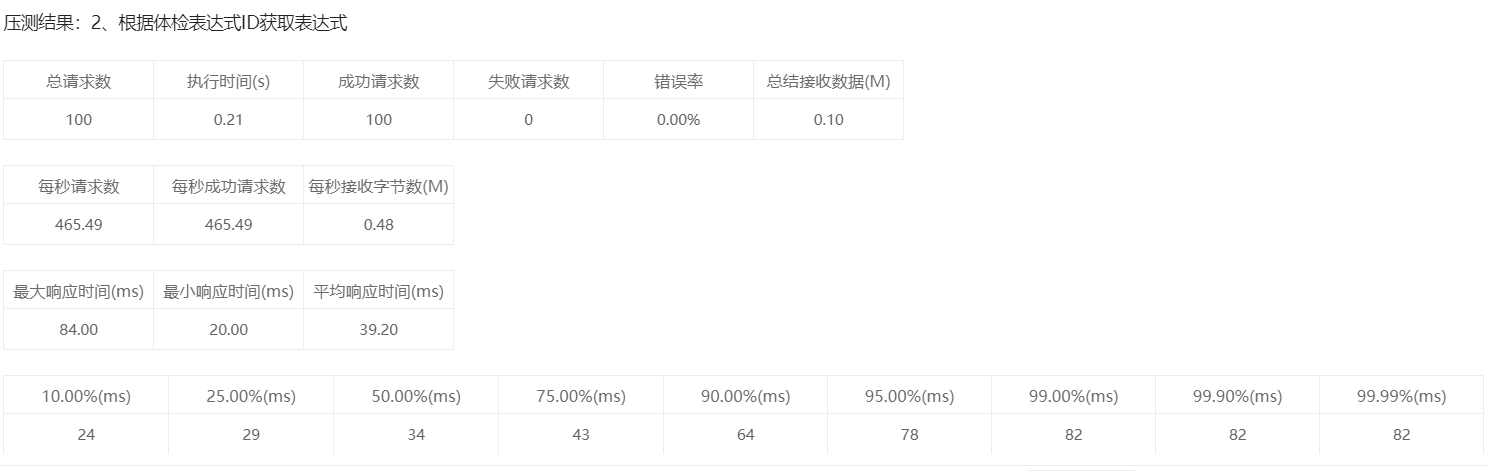 压测结果：2、根据体检表达式ID获取表达式
总请求数 执行时间(s) 成功请求数 失败请求数 错误率 总结接收数据(M)
100 0.21 100 0 0.00% 0.10
每秒请求数 每秒成功请求数 每秒接收字节数(M)
465.49 465.49 0.48
最大响应时间(ms) 最小响应时间(ms) 平均响应时间(ms)
84.00 20.00 39.20
10.00%(ms) 25.00%(ms) 50.00%(ms) 75.00%(ms) 90.00%(ms) 95.00%(ms) 99.00%(ms) 99.90%(ms) 99.99%(ms)
24 29 34 43 64 78 82 82 82